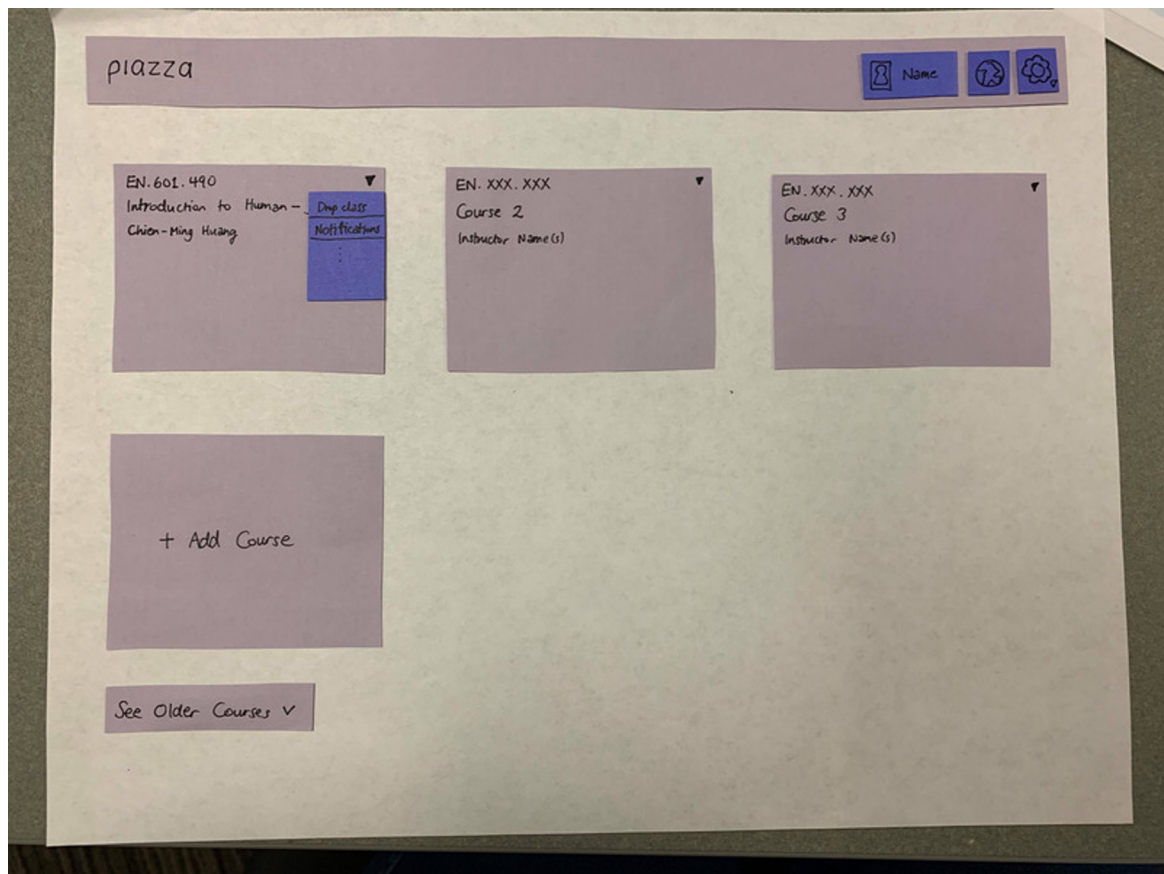 piazza
Name
EN.601.490
Introduction to Human-..
Chien-Ming Huang
Drop class
Notifications
EN. XXX. XXX
Course 2
Instructor Name(s)
EN. XXX. XXX
Course 3
Instructor Name(s)
+ Add Course
See Older Courses ∨